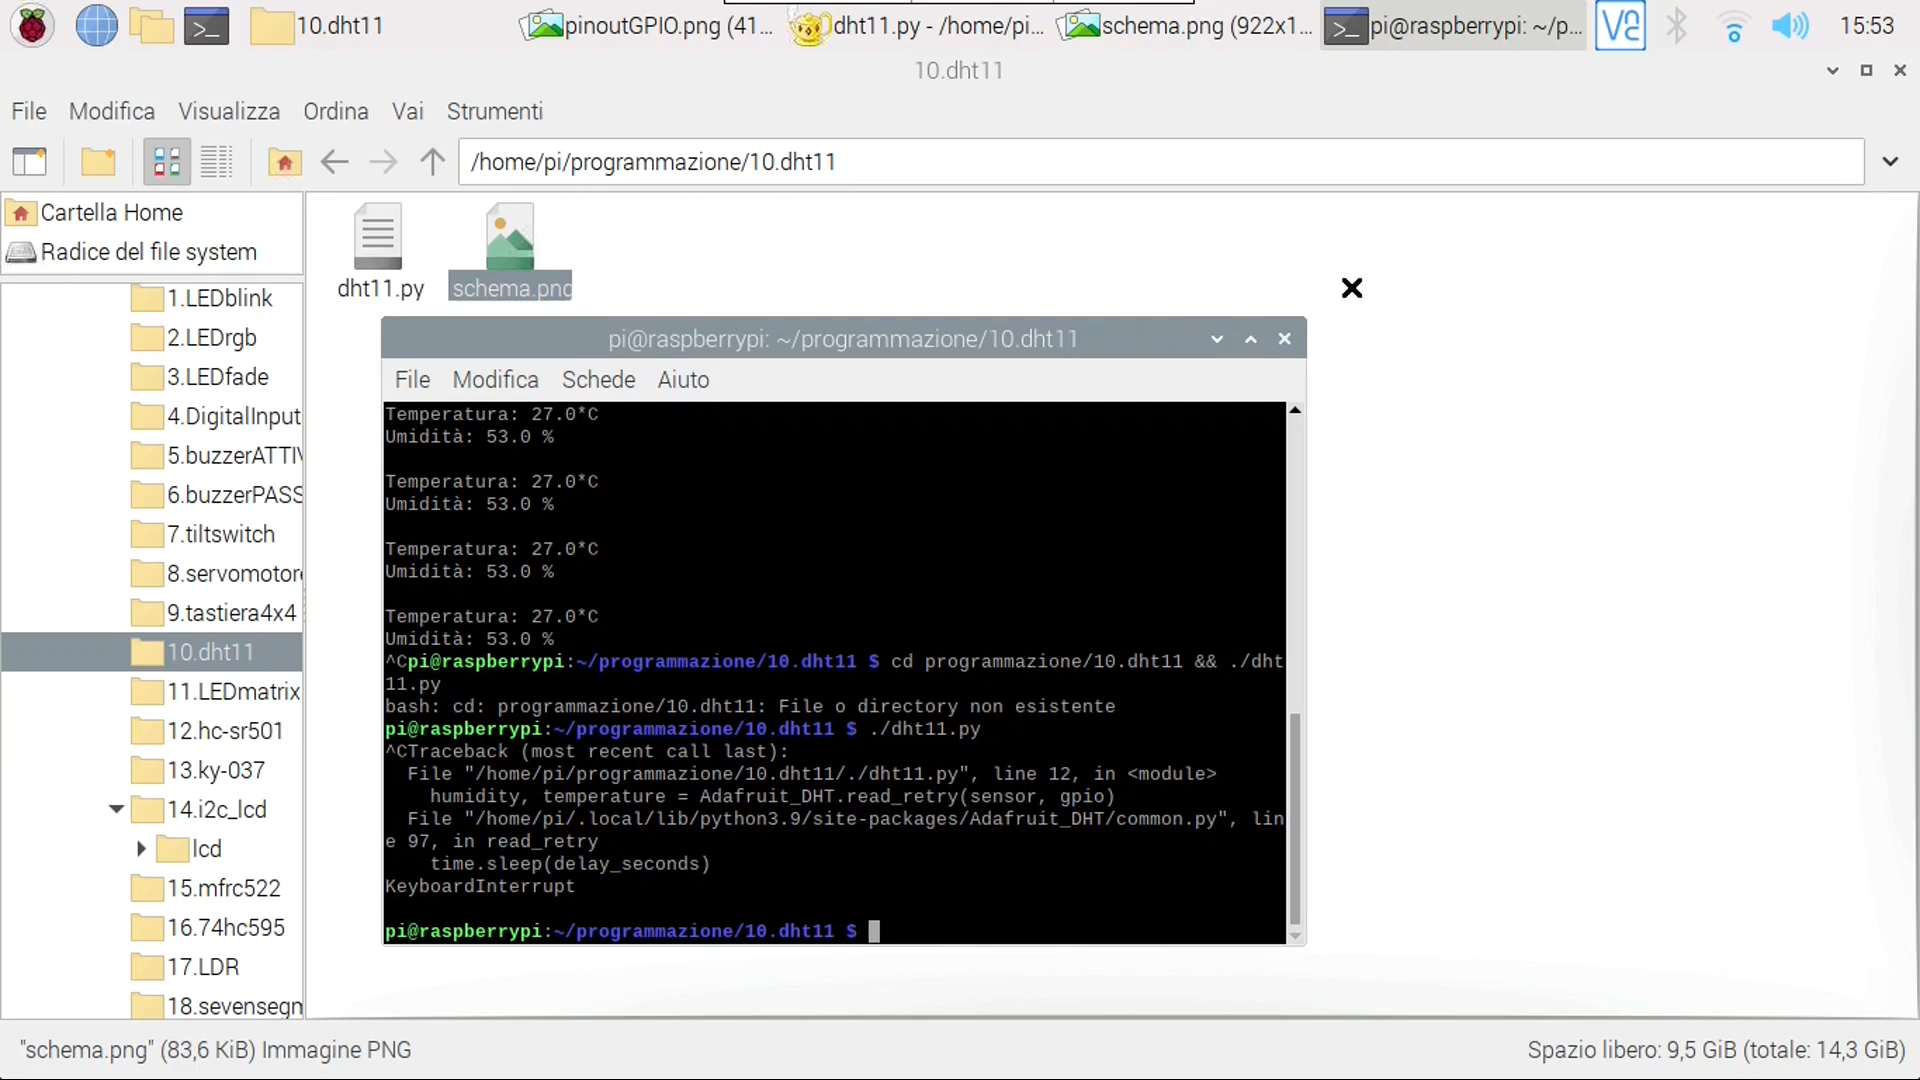 10.dht11
pinoutGPIO.png (41...
dht11.py - /home/pi...
schema.png (922x1...
pi@raspberrypi: ~/p...
15:53
10.dht11
File Modifica Visualizza Ordina Vai Strumenti
/home/pi/programmazione/10.dht11
Cartella Home
Radice del file system
1.LEDblink
2.LEDrgb
3.LEDfade
4.DigitalInput
5.buzzerATTIV
6.buzzerPASS
7.tiltswitch
8.servomotore
9.tastiera4x4
10.dht11
11.LEDmatrix
12.hc-sr501
13.ky-037
14.i2c_lcd
lcd
15.mfrc522
16.74hc595
17.LDR
18.sevensegm
dht11.py
schema.png
pi@raspberrypi: ~/programmazione/10.dht11
File Modifica Schede Aiuto
Temperatura: 27.0*C
Umidità: 53.0 %
Temperatura: 27.0*C
Umidità: 53.0 %
Temperatura: 27.0*C
Umidità: 53.0 %
Temperatura: 27.0*C
Umidità: 53.0 %
^Cpi@raspberrypi:~/programmazione/10.dht11 $ cd programmazione/10.dht11 && ./dht
11.py
bash: cd: programmazione/10.dht11: File o directory non esistente
pi@raspberrypi:~/programmazione/10.dht11 $ ./dht11.py
^CTraceback (most recent call last):
File "/home/pi/programmazione/10.dht11/./dht11.py", line 12, in <module>
humidity, temperature = Adafruit_DHT.read_retry(sensor, gpio)
File "/home/pi/.local/lib/python3.9/site-packages/Adafruit_DHT/common.py", lin
e 97, in read_retry
time.sleep(delay_seconds)
KeyboardInterrupt
pi@raspberrypi:~/programmazione/10.dht11 $
"schema.png" (83,6 KiB) Immagine PNG
Spazio libero: 9,5 GiB (totale: 14,3 GiB)